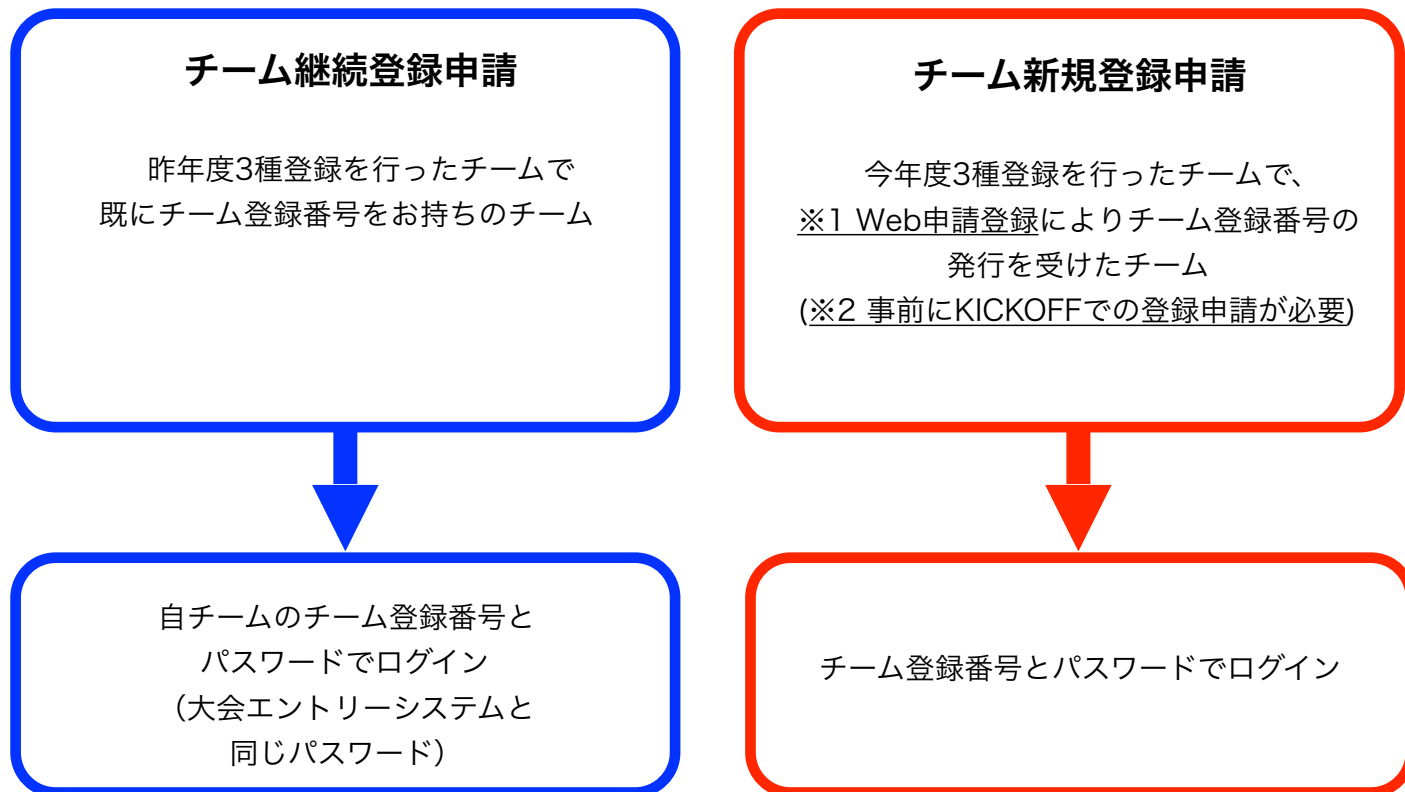 チーム継続登録申請
昨年度3種登録を行ったチームで
既にチーム登録番号をお持ちのチーム
自チームのチーム登録番号と
パスワードでログイン
（大会エントリーシステムと
同じパスワード）
チーム新規登録申請
今年度3種登録を行ったチームで、
※1 Web申請登録によりチーム登録番号の
発行を受けたチーム
(※2 事前にKICKOFFでの登録申請が必要)
チーム登録番号とパスワードでログイン